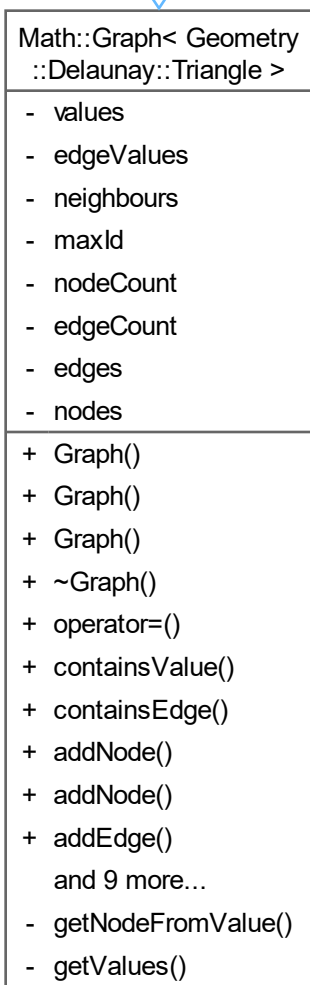 Math::Graph< Geometry
::Delaunay::Triangle >
- values
- edgeValues
- neighbours
- maxId
- nodeCount
- edgeCount
- edges
- nodes
+ Graph()
+ Graph()
+ Graph()
+ ~Graph()
+ operator=()
+ containsValue()
+ containsEdge()
+ addNode()
+ addNode()
+ addEdge()
and 9 more...
- getNodeFromValue()
- getValues()